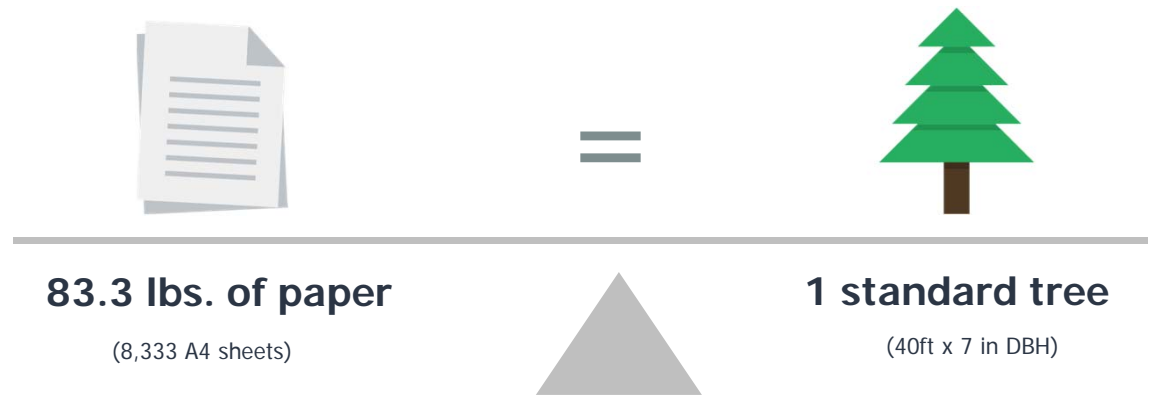 =
83.3 lbs. of paper
(8,333 A4 sheets)
1 standard tree
(40ft x 7 in DBH)